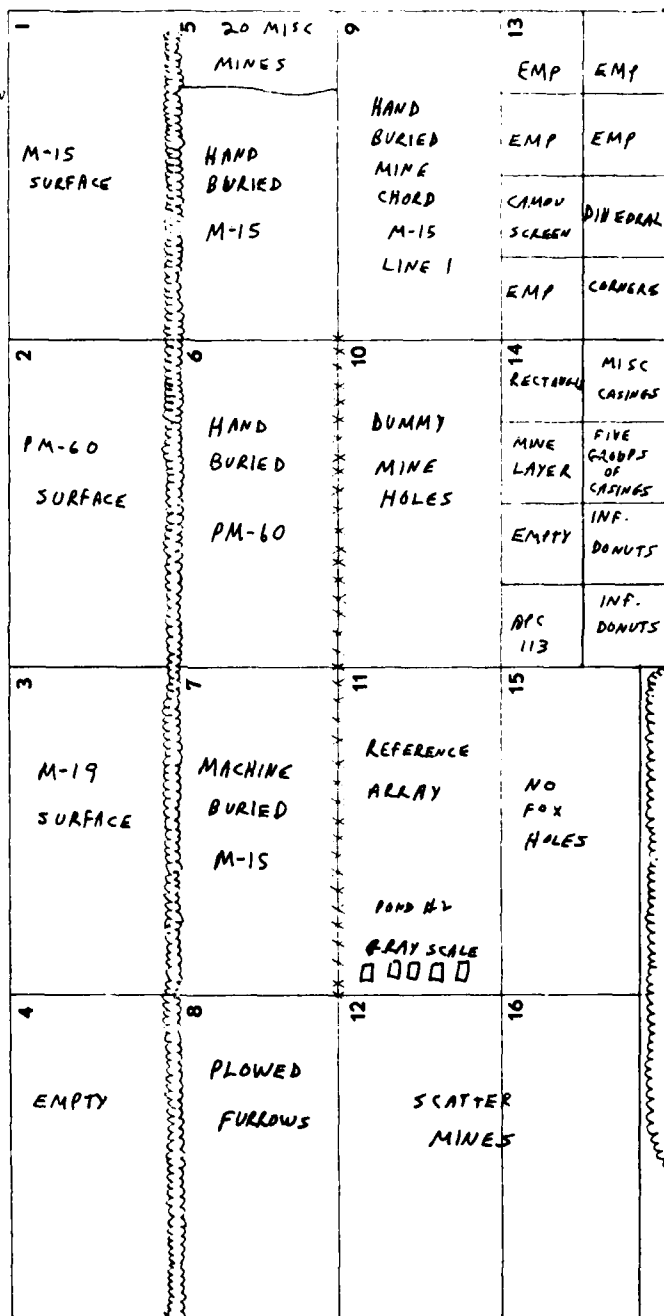 1
M-15
SURFACE
5
20 MISC
MINES
HAND
BURIED
M-15
9
HAND
BURIED
MINE
CHORD
M-15
LINE 1
13
EMP
EMP
EMP
EMP
CAMOU
SCREEN
DIHEDRAL
EMP
CORNERS
2
PM-60
SURFACE
6
HAND
BURIED
PM-60
10
DUMMY
MINE
HOLES
14
RECTANGLE
MISC
CASINGS
MINE
LAYER
FIVE
GROUPS
OF
CASINGS
EMPTY
INF.
DONUTS
APC
113
INF.
DONUTS
3
M-19
SURFACE
7
MACHINE
BURIED
M-15
11
REFERENCE
ARRAY
POND #2
GRAY SCALE
15
NO
FOX
HOLES
4
EMPTY
8
PLOWED
FURROWS
12
SCATTER
MINES
16